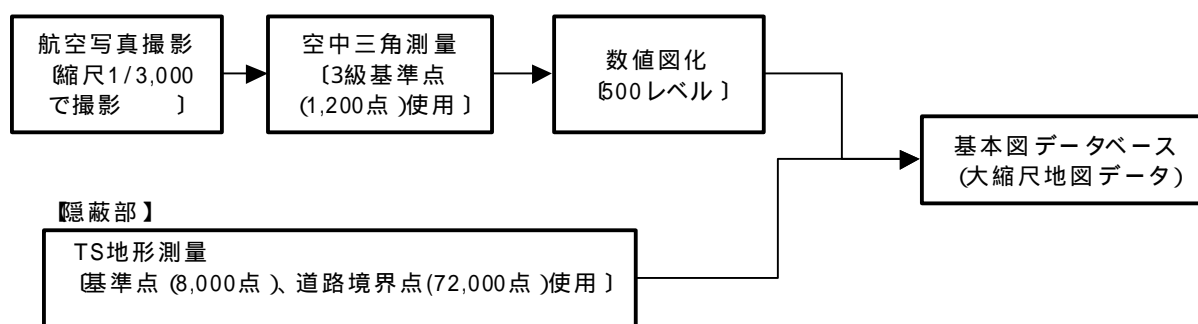 航空写真撮影
〔縮尺1/3,000
で撮影　　〕
空中三角測量
〔3級基準点
(1,200点)使用〕
数値図化
〔500レベル〕
基本図データベース
(大縮尺地図データ)
【隠蔽部】
TS地形測量
〔基準点(8,000点)、道路境界点(72,000点)使用〕